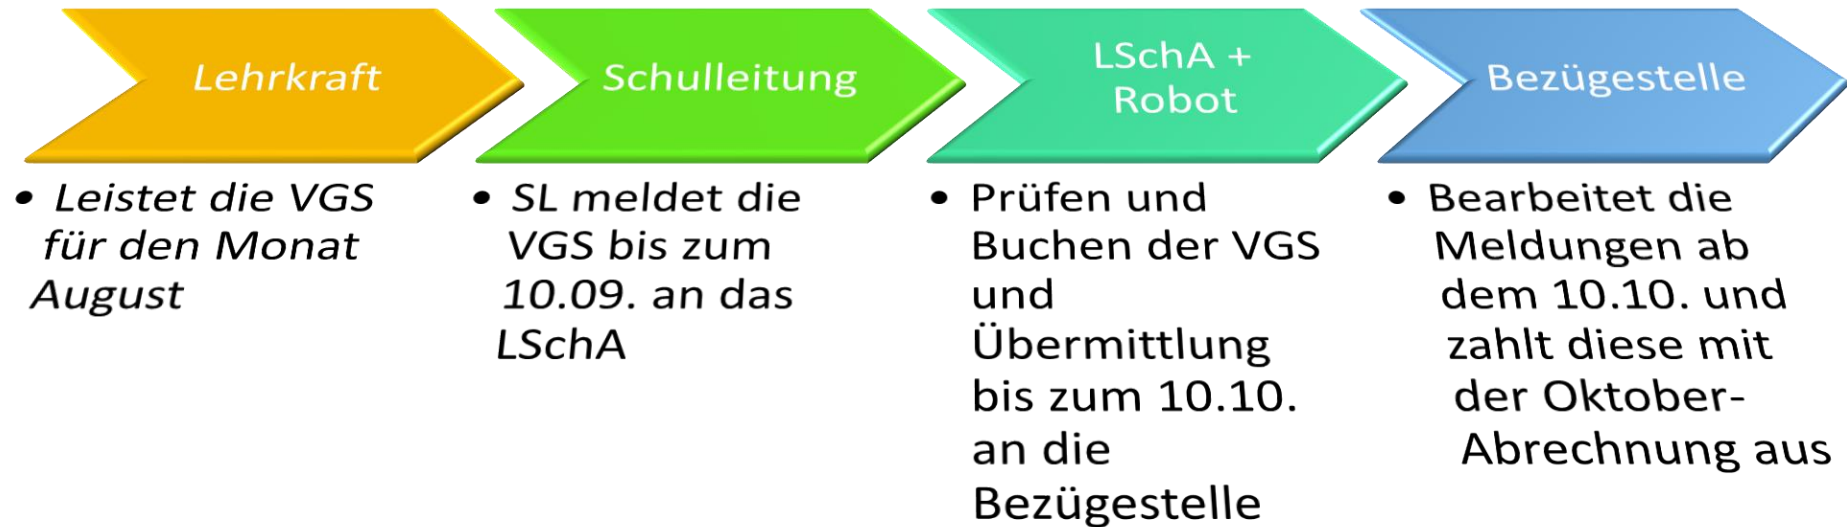 Lehrkraft
• Leistet die VGS
für den Monat
August
Schulleitung
• SL meldet die
VGS bis zum
10.09. an das
LSchA
LSchA +
Robot
• Prüfen und
Buchen der VGS
und
Übermittlung
bis zum 10.10.
an die
Bezügestelle
Bezügestelle
• Bearbeitet die
Meldungen ab
dem 10.10. und
zahlt diese mit
der Oktober-
Abrechnung aus